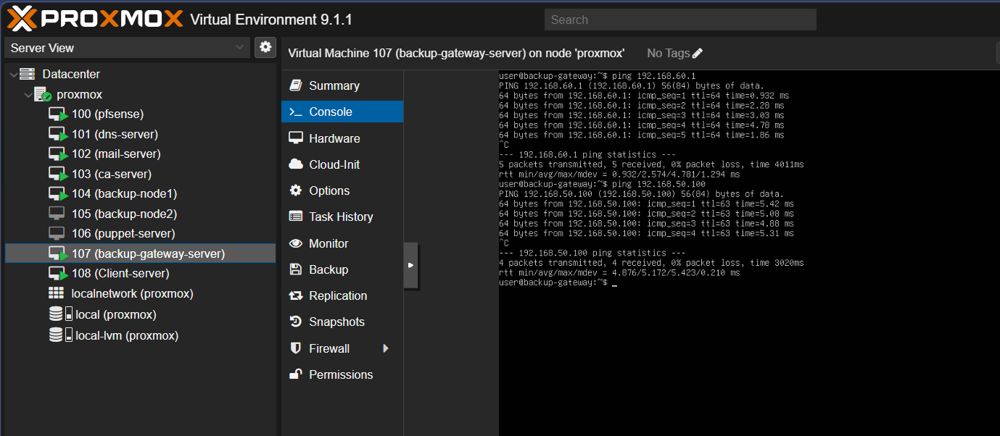 PROXMOX Virtual Environment 9.1.1
Search
Server View
Datacenter
proxmox
100 (pfsense)
101 (dns-server)
102 (mail-server)
103 (ca-server)
104 (backup-node1)
105 (backup-node2)
106 (puppet-server)
107 (backup-gateway-server)
108 (Client-server)
localnetwork (proxmox)
local (proxmox)
local-lvm (proxmox)
Virtual Machine 107 (backup-gateway-server) on node 'proxmox'
No Tags
Summary
Console
Hardware
Cloud-Init
Options
Task History
Monitor
Backup
Replication
Snapshots
Firewall
Permissions
user@backup-gateway:~$ ping 192.168.60.1
PING 192.168.60.1 (192.168.60.1) 56(84) bytes of data.
64 bytes from 192.168.60.1: icmp_seq=1 ttl=64 time=0.932 ms
64 bytes from 192.168.60.1: icmp_seq=2 ttl=64 time=2.28 ms
64 bytes from 192.168.60.1: icmp_seq=3 ttl=64 time=3.03 ms
64 bytes from 192.168.60.1: icmp_seq=4 ttl=64 time=4.78 ms
64 bytes from 192.168.60.1: icmp_seq=5 ttl=64 time=1.86 ms
^C
--- 192.168.60.1 ping statistics ---
5 packets transmitted, 5 received, 0% packet loss, time 4011ms
rtt min/avg/max/mdev = 0.932/2.574/4.781/1.294 ms
user@backup-gateway:~$ ping 192.168.50.100
PING 192.168.50.100 (192.168.50.100) 56(84) bytes of data.
64 bytes from 192.168.50.100: icmp_seq=1 ttl=63 time=5.42 ms
64 bytes from 192.168.50.100: icmp_seq=2 ttl=63 time=5.08 ms
64 bytes from 192.168.50.100: icmp_seq=3 ttl=63 time=4.88 ms
64 bytes from 192.168.50.100: icmp_seq=4 ttl=63 time=5.31 ms
^C
--- 192.168.50.100 ping statistics ---
4 packets transmitted, 4 received, 0% packet loss, time 3020ms
rtt min/avg/max/mdev = 4.876/5.172/5.423/0.210 ms
user@backup-gateway:~$ _